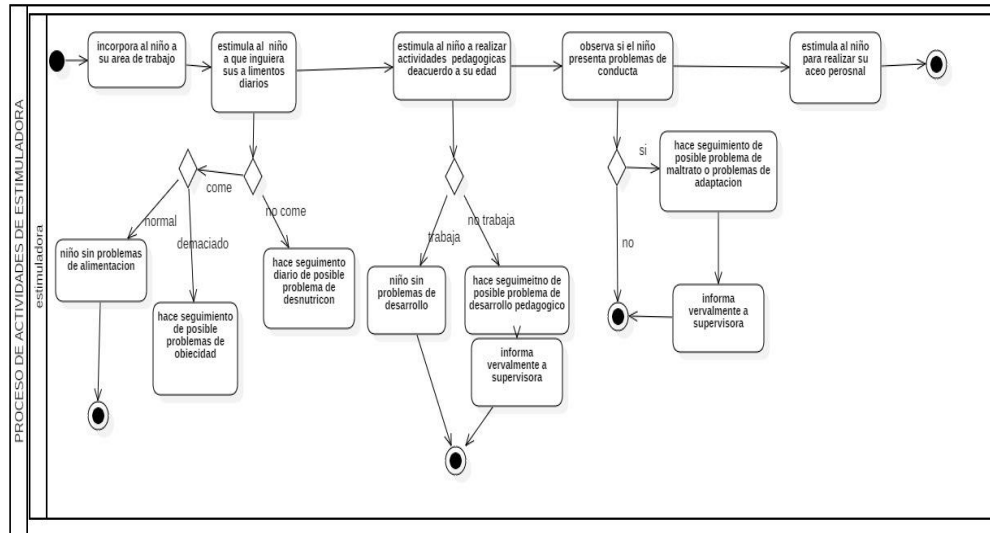 PROCESO DE ACTIVIDADES DE ESTIMULADORA
estimuladora
incorpora al niño a
su area de trabajo
estimula al niño
a que inguiera
sus a limentos
diarios
estimula al niño a realizar
actividades pedagogicas
deacuerdo a su edad
observa si el niño
presenta problemas de
conducta
estimula al niño
para realizar su
aceo perosnal
come
no come
normal
demaciado
niño sin problemas
de alimentacion
hace seguimiento
de posible
problemas de
obiecidad
hace seguimento
diario de posible
problema de
desnutricon
trabaja
no trabaja
niño sin
problemas de
desarrollo
hace seguimeitno de
posible problema de
desarrollo pedagogico
informa
vervalmente a
supervisora
si
no
hace seguimiento de
posible problema de
maltrato o problemas de
adaptacion
informa
vervalmente a
supervisora